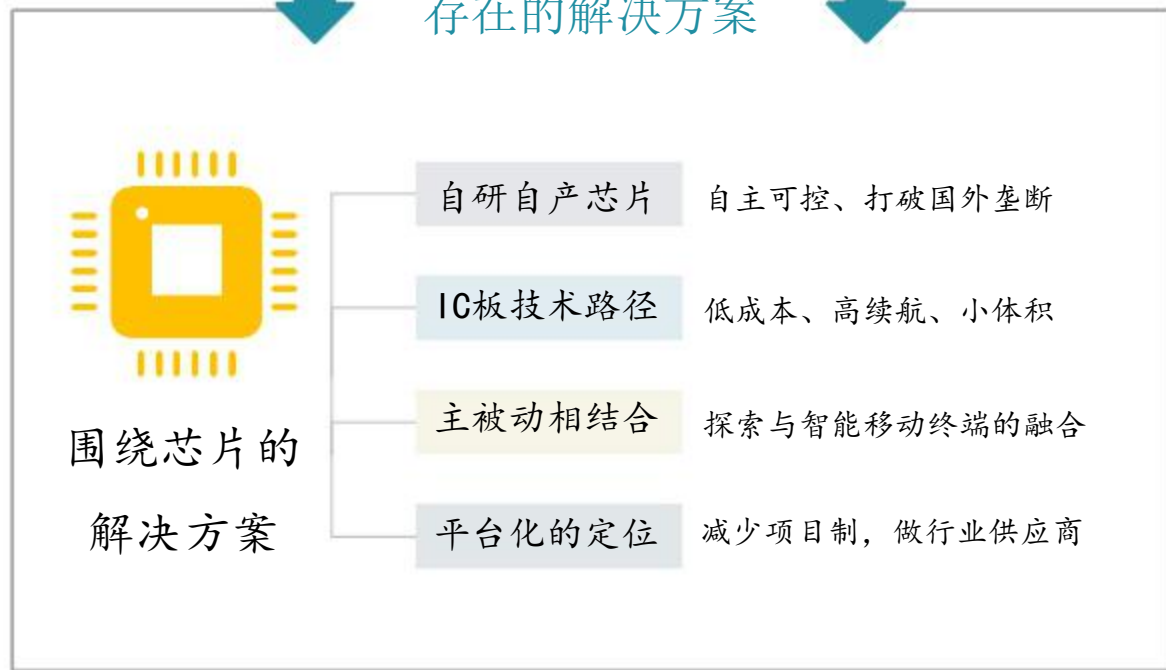 存在的解决方案
自研自产芯片 自主可控、打破国外垄断
IC板技术路径 低成本、高续航、小体积
主被动相结合 探索与智能移动终端的融合
平台化的定位 减少项目制，做行业供应商
围绕芯片的
解决方案